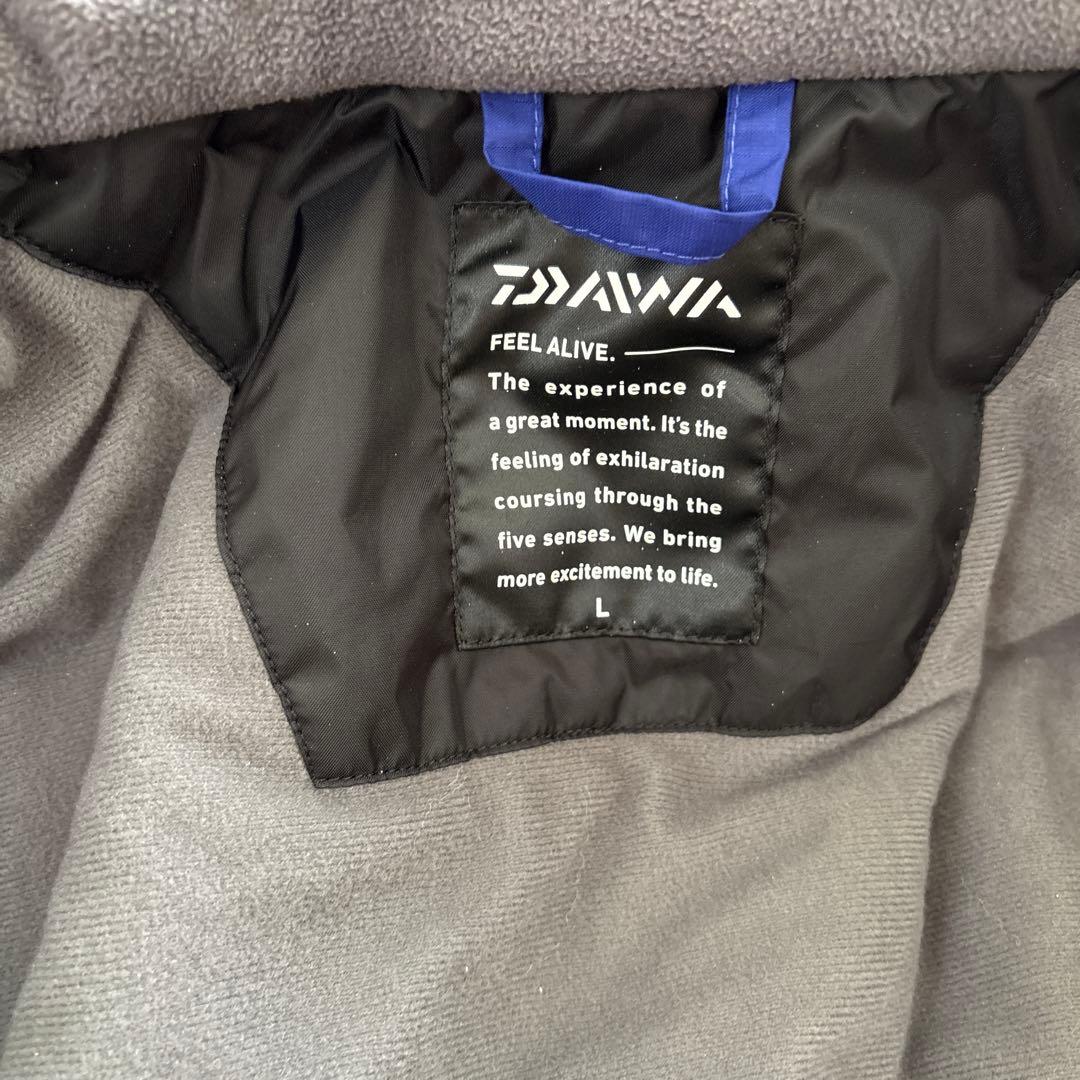 DAIWA
FEEL ALIVE.
The experience of
a great moment. It's the
feeling of exhilaration
coursing through the
five senses. We bring
more excitement to life.
L